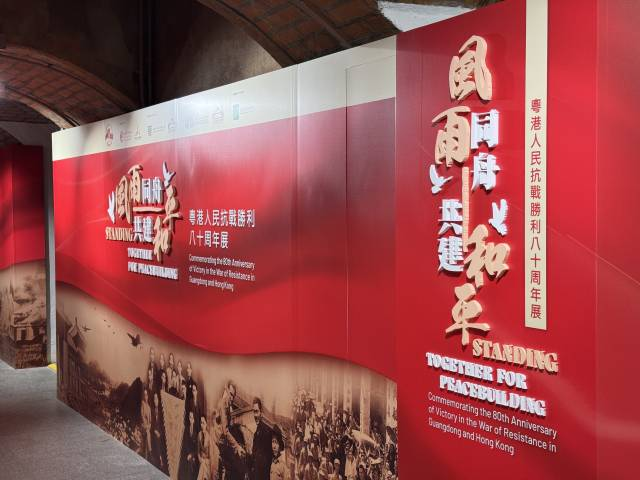 風雨同舟
共建和平
STANDING
TOGETHER
FOR PEACEBUILDING
粵港人民抗戰勝利
八十周年展
Commemorating the 80th Anniversary
of Victory in the War of Resistance in
Guangdong and Hong Kong
風雨同舟
共建和平
STANDING
TOGETHER FOR
PEACEBUILDING
粵港人民抗戰勝利八十周年展
Commemorating the 80th Anniversary
of Victory in the War of Resistance in
Guangdong and Hong Kong